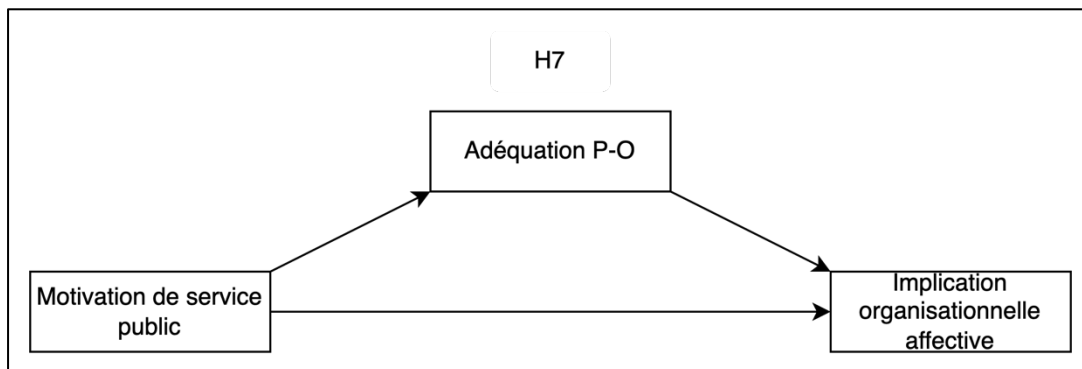 H7
Adéquation P-O
Motivation de service
public
Implication
organisationnelle
affective